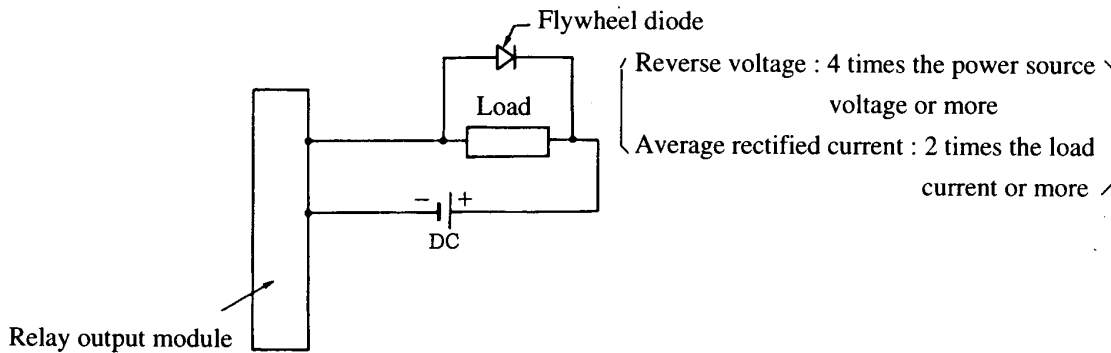 Flywheel diode
Reverse voltage : 4 times the power source
voltage or more
Load
Average rectified current : 2 times the load
current or more
− +
DC
Relay output module